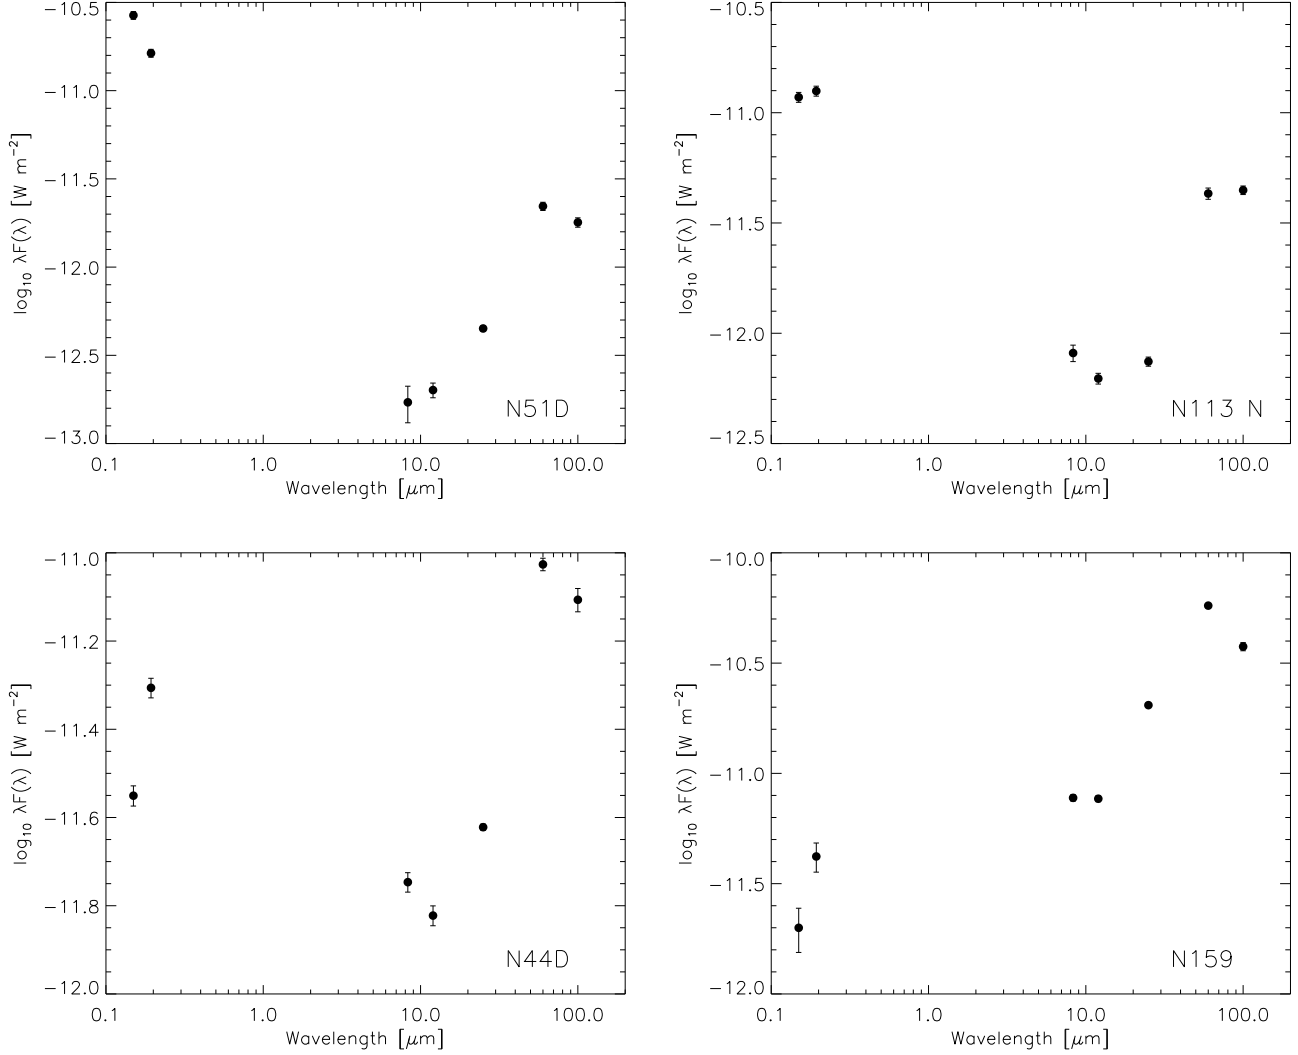 −10.5
−11.0
−11.5
−12.0
−12.5
−13.0
log10 λF(λ) [W m−2]
N51D
0.1 1.0 10.0 100.0
Wavelength [μm]
−10.5
−11.0
−11.5
−12.0
−12.5
log10 λF(λ) [W m−2]
N113 N
0.1 1.0 10.0 100.0
Wavelength [μm]
−11.0
−11.2
−11.4
−11.6
−11.8
−12.0
log10 λF(λ) [W m−2]
N44D
0.1 1.0 10.0 100.0
Wavelength [μm]
−10.0
−10.5
−11.0
−11.5
−12.0
log10 λF(λ) [W m−2]
N159
0.1 1.0 10.0 100.0
Wavelength [μm]